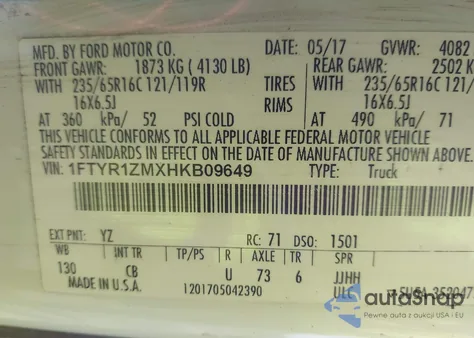 MFD. BY FORD MOTOR CO. DATE: 05/17 GVWR: 4082
FRONT GAWR: 1873 KG ( 4130 LB) REAR GAWR: 2502 K
WITH 235/65R16C 121/119R TIRES WITH 235/65R16C 121/
16X6.5J RIMS 16X6.5J
AT 360 kPa/ 52 PSI COLD AT 490 kPa/ 71
THIS VEHICLE CONFORMS TO ALL APPLICABLE FEDERAL MOTOR VEHICLE
SAFETY STANDARDS IN EFFECT ON THE DATE OF MANUFACTURE SHOWN ABOVE.
VIN: 1FTYR1ZMXHKB09649 TYPE: Truck
EXT PNT: YZ RC: 71 DSO: 1501
WB INT TR TP/PS R AXLE TR SPR
130 CB U 73 6 JJHH
MADE IN U.S.A. 1201705042390 ULC
autaSnap
Pewne auta z aukcji USA i EU